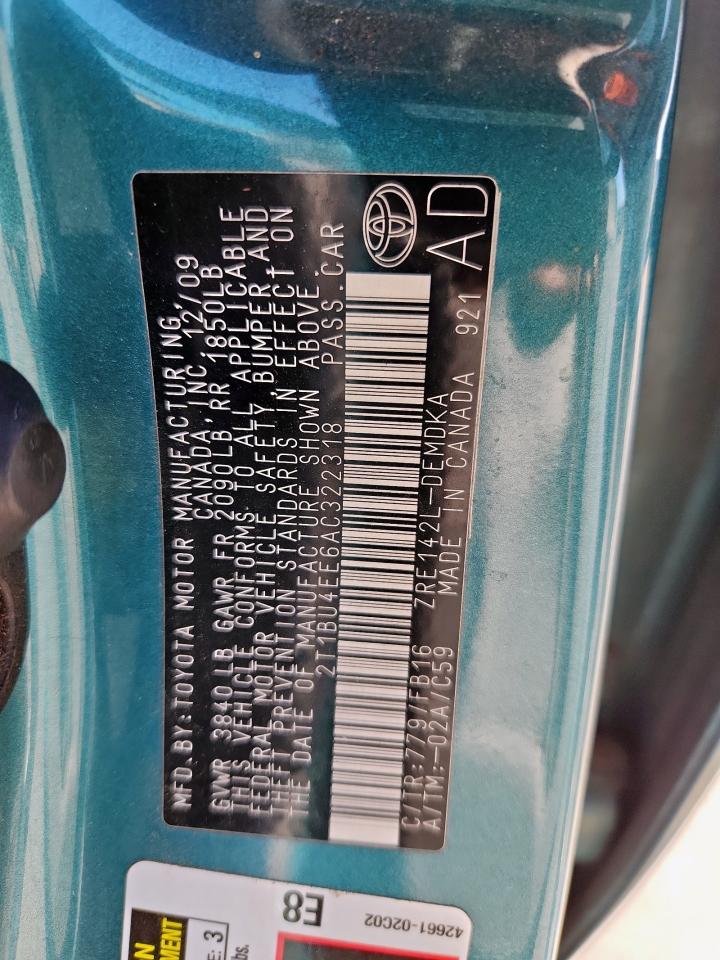 MFD.BY:TOYOTA MOTOR MANUFACTURING,
CANADA, INC 12/09
GVWR 3840LB GAWR FR 2090LB RR 1850LB
THIS VEHICLE CONFORMS TO ALL APPLICABLE
FEDERAL MOTOR VEHICLE SAFETY, BUMPER, AND
THEFT PREVENTION STANDARDS IN EFFECT ON
THE DATE OF MANUFACTURE SHOWN ABOVE.
2T1BU4EE6AC322318 PASS.CAR
C/TR:779/FB16 ZRE142L-DEMDKA
A/TM:-02A/C59 MADE IN CANADA 921 AD
E8
42661-02C02